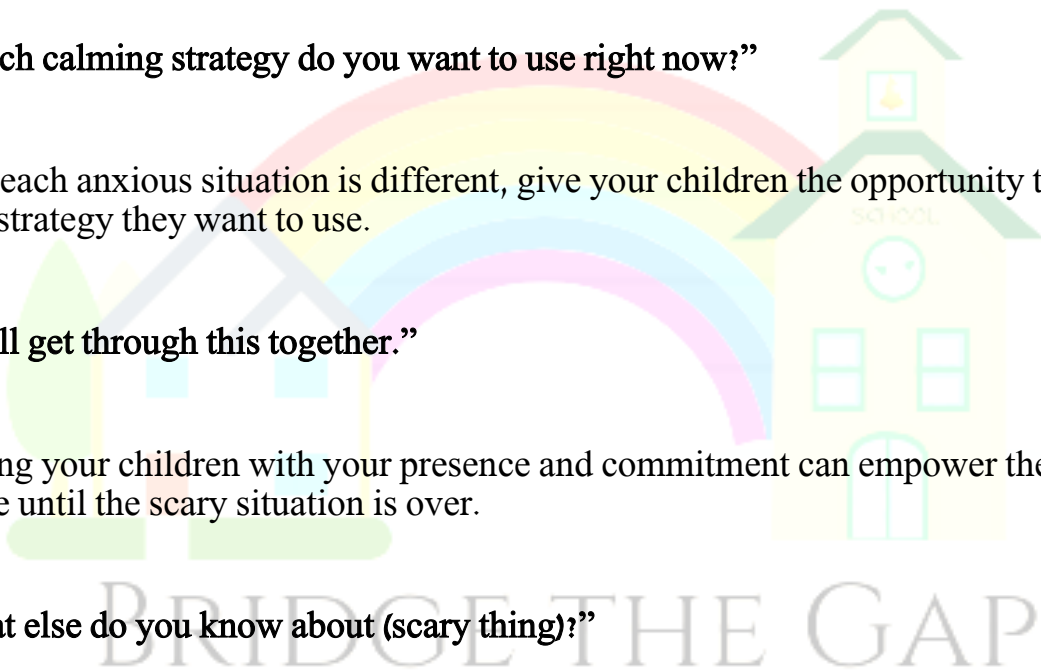 ch calming strategy do you want to use right now?”
each anxious situation is different, give your children the opportunity t
SCHOOL
strategy they want to use.
ll get through this together.”
ng your children with your presence and commitment can empower the
e until the scary situation is over.
at else do you know about (scary thing)?”
BRIDGE THE GAP